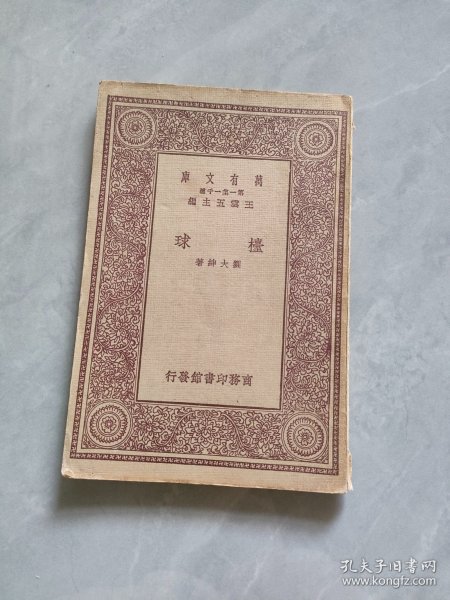 萬有文庫
第一集一千種
王雲五主編
檯球
劉大紳著
商務印書館發行
孔夫子旧书网
www.kongfz.com